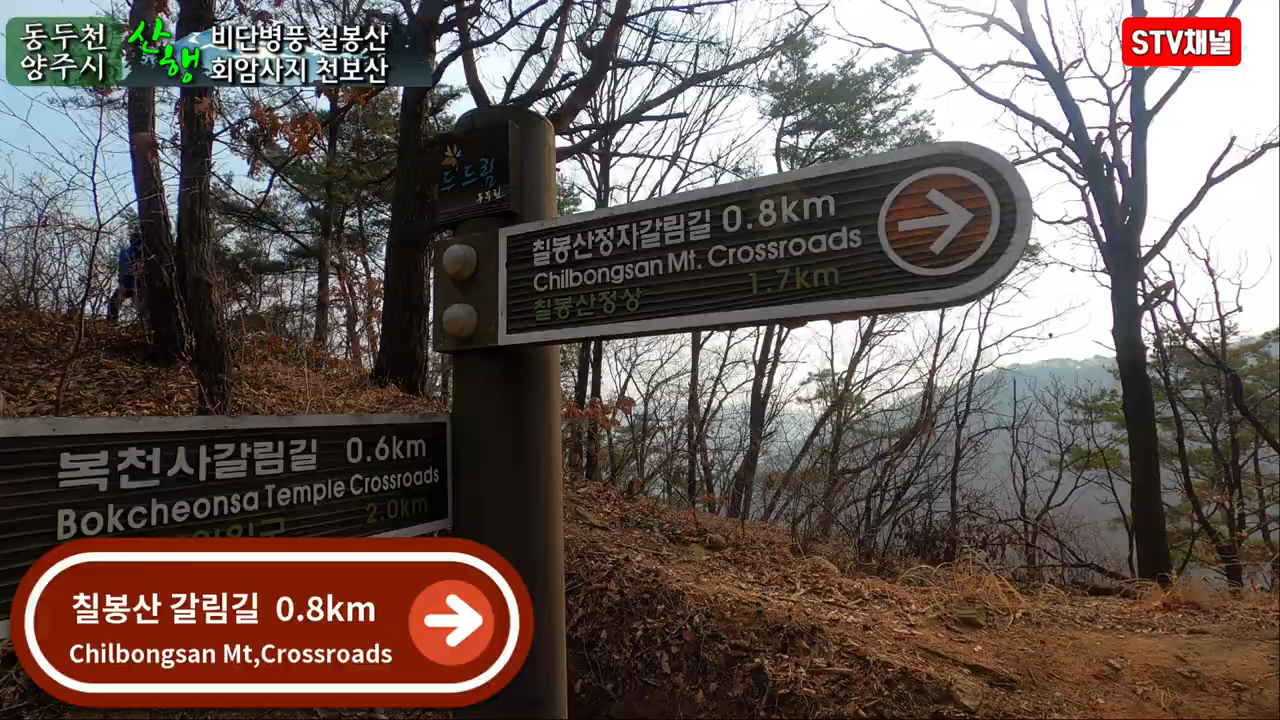 동두천
양주시
산행
비단병풍 칠봉산
회암사지 천보산
STV채널
두드림
칠봉산정자갈림길 0.8km
Chilbongsan Mt. Crossroads
칠봉산정상 1.7km
복천사갈림길 0.6km
Bokcheonsa Temple Crossroads
2.0km
칠봉산 갈림길 0.8km
Chilbongsan Mt,Crossroads